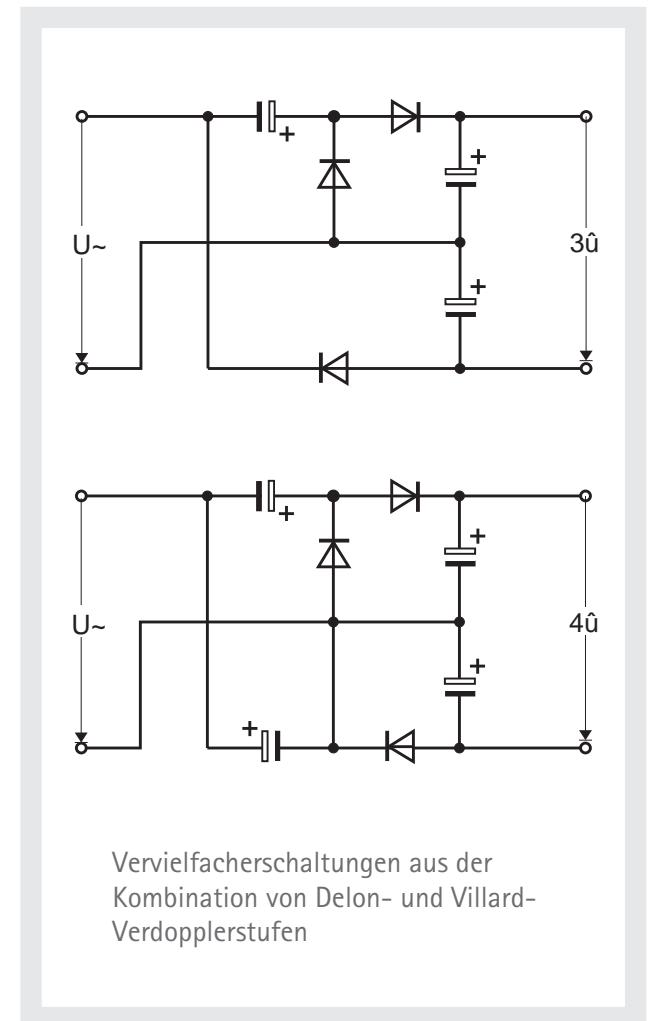 +
+
U~
3û
+
+
+
U~
4û
+
+
Vervielfacherschaltungen aus der
Kombination von Delon- und Villard-
Verdopplerstufen